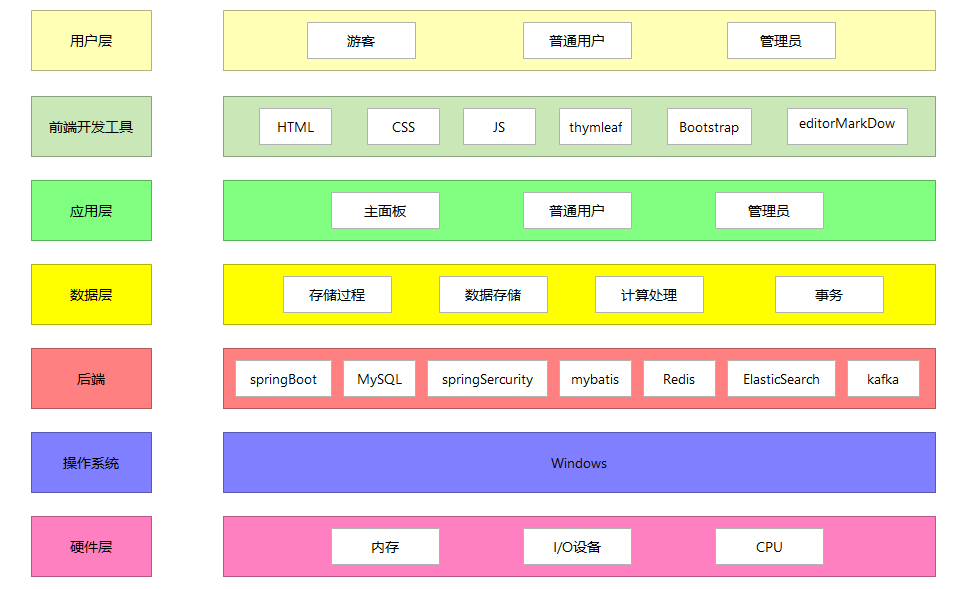 用户层
游客
普通用户
管理员
前端开发工具
HTML
CSS
JS
thymleaf
Bootstrap
editorMarkDow
应用层
主面板
普通用户
管理员
数据层
存储过程
数据存储
计算处理
事务
后端
springBoot
MySQL
springSercurity
mybatis
Redis
ElasticSearch
kafka
操作系统
Windows
硬件层
内存
I/O设备
CPU